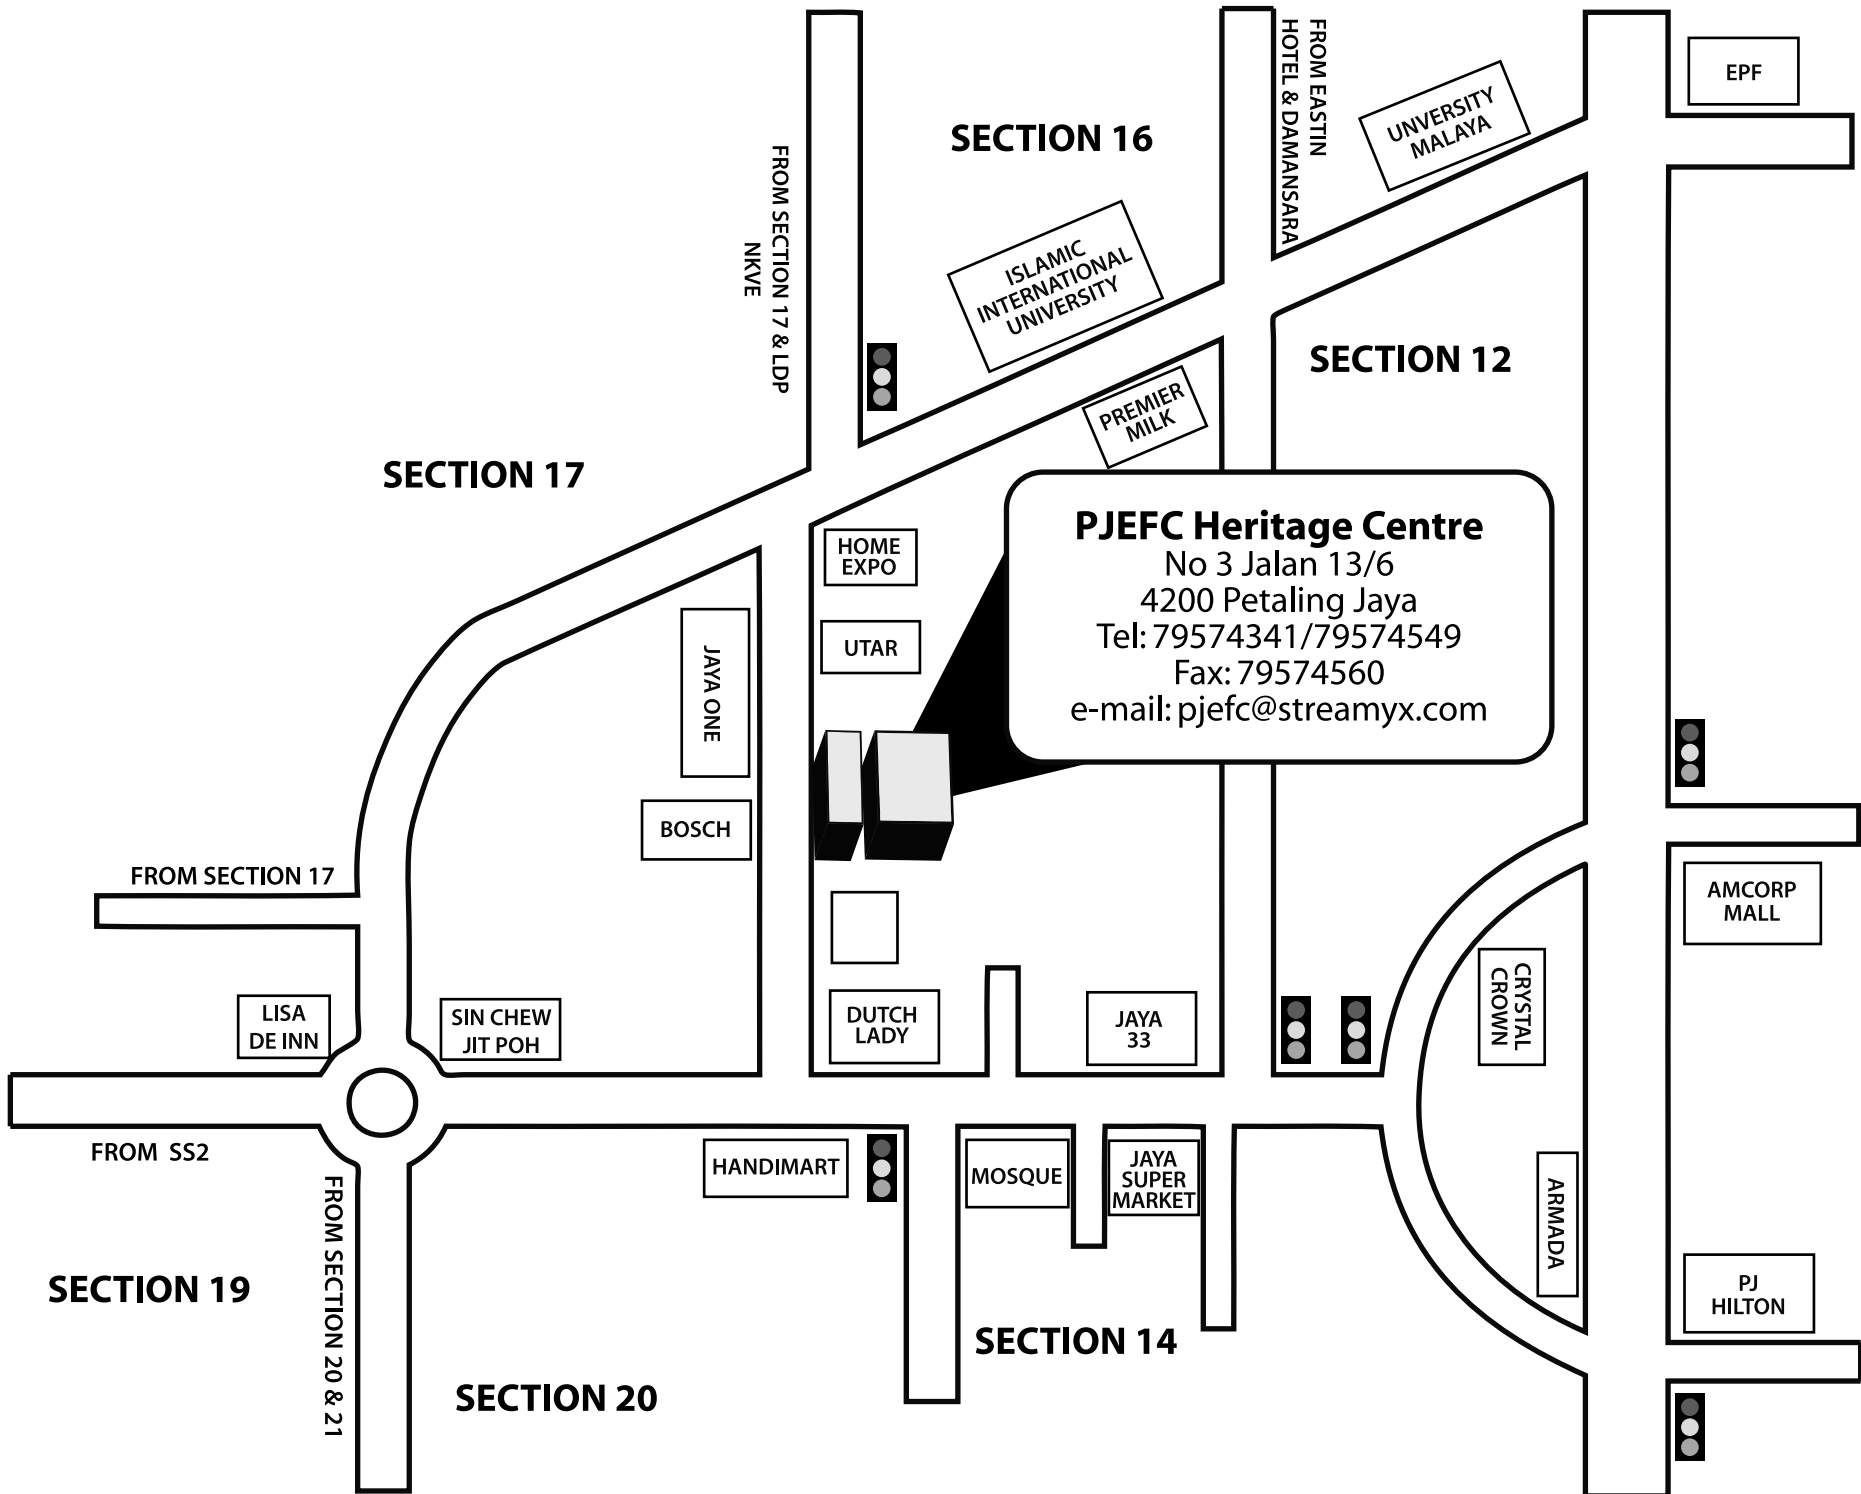 EPF
FROM EASTIN
HOTEL & DAMANSARA
UNVERSITY
MALAYA
SECTION 16
FROM SECTION 17 & LDP
NKVE
ISLAMIC
INTERNATIONAL
UNIVERSITY
SECTION 12
PREMIER
MILK
SECTION 17
PJEFC Heritage Centre
No 3 Jalan 13/6
4200 Petaling Jaya
Tel: 79574341/79574549
Fax: 79574560
e-mail: pjefc@streamyx.com
HOME
EXPO
UTAR
JAYA ONE
BOSCH
FROM SECTION 17
AMCORP
MALL
CRYSTAL
CROWN
LISA
DE INN
SIN CHEW
JIT POH
DUTCH
LADY
JAYA
33
FROM SS2
HANDIMART
MOSQUE
JAYA
SUPER
MARKET
ARMADA
FROM SECTION 20 & 21
SECTION 19
PJ
HILTON
SECTION 14
SECTION 20